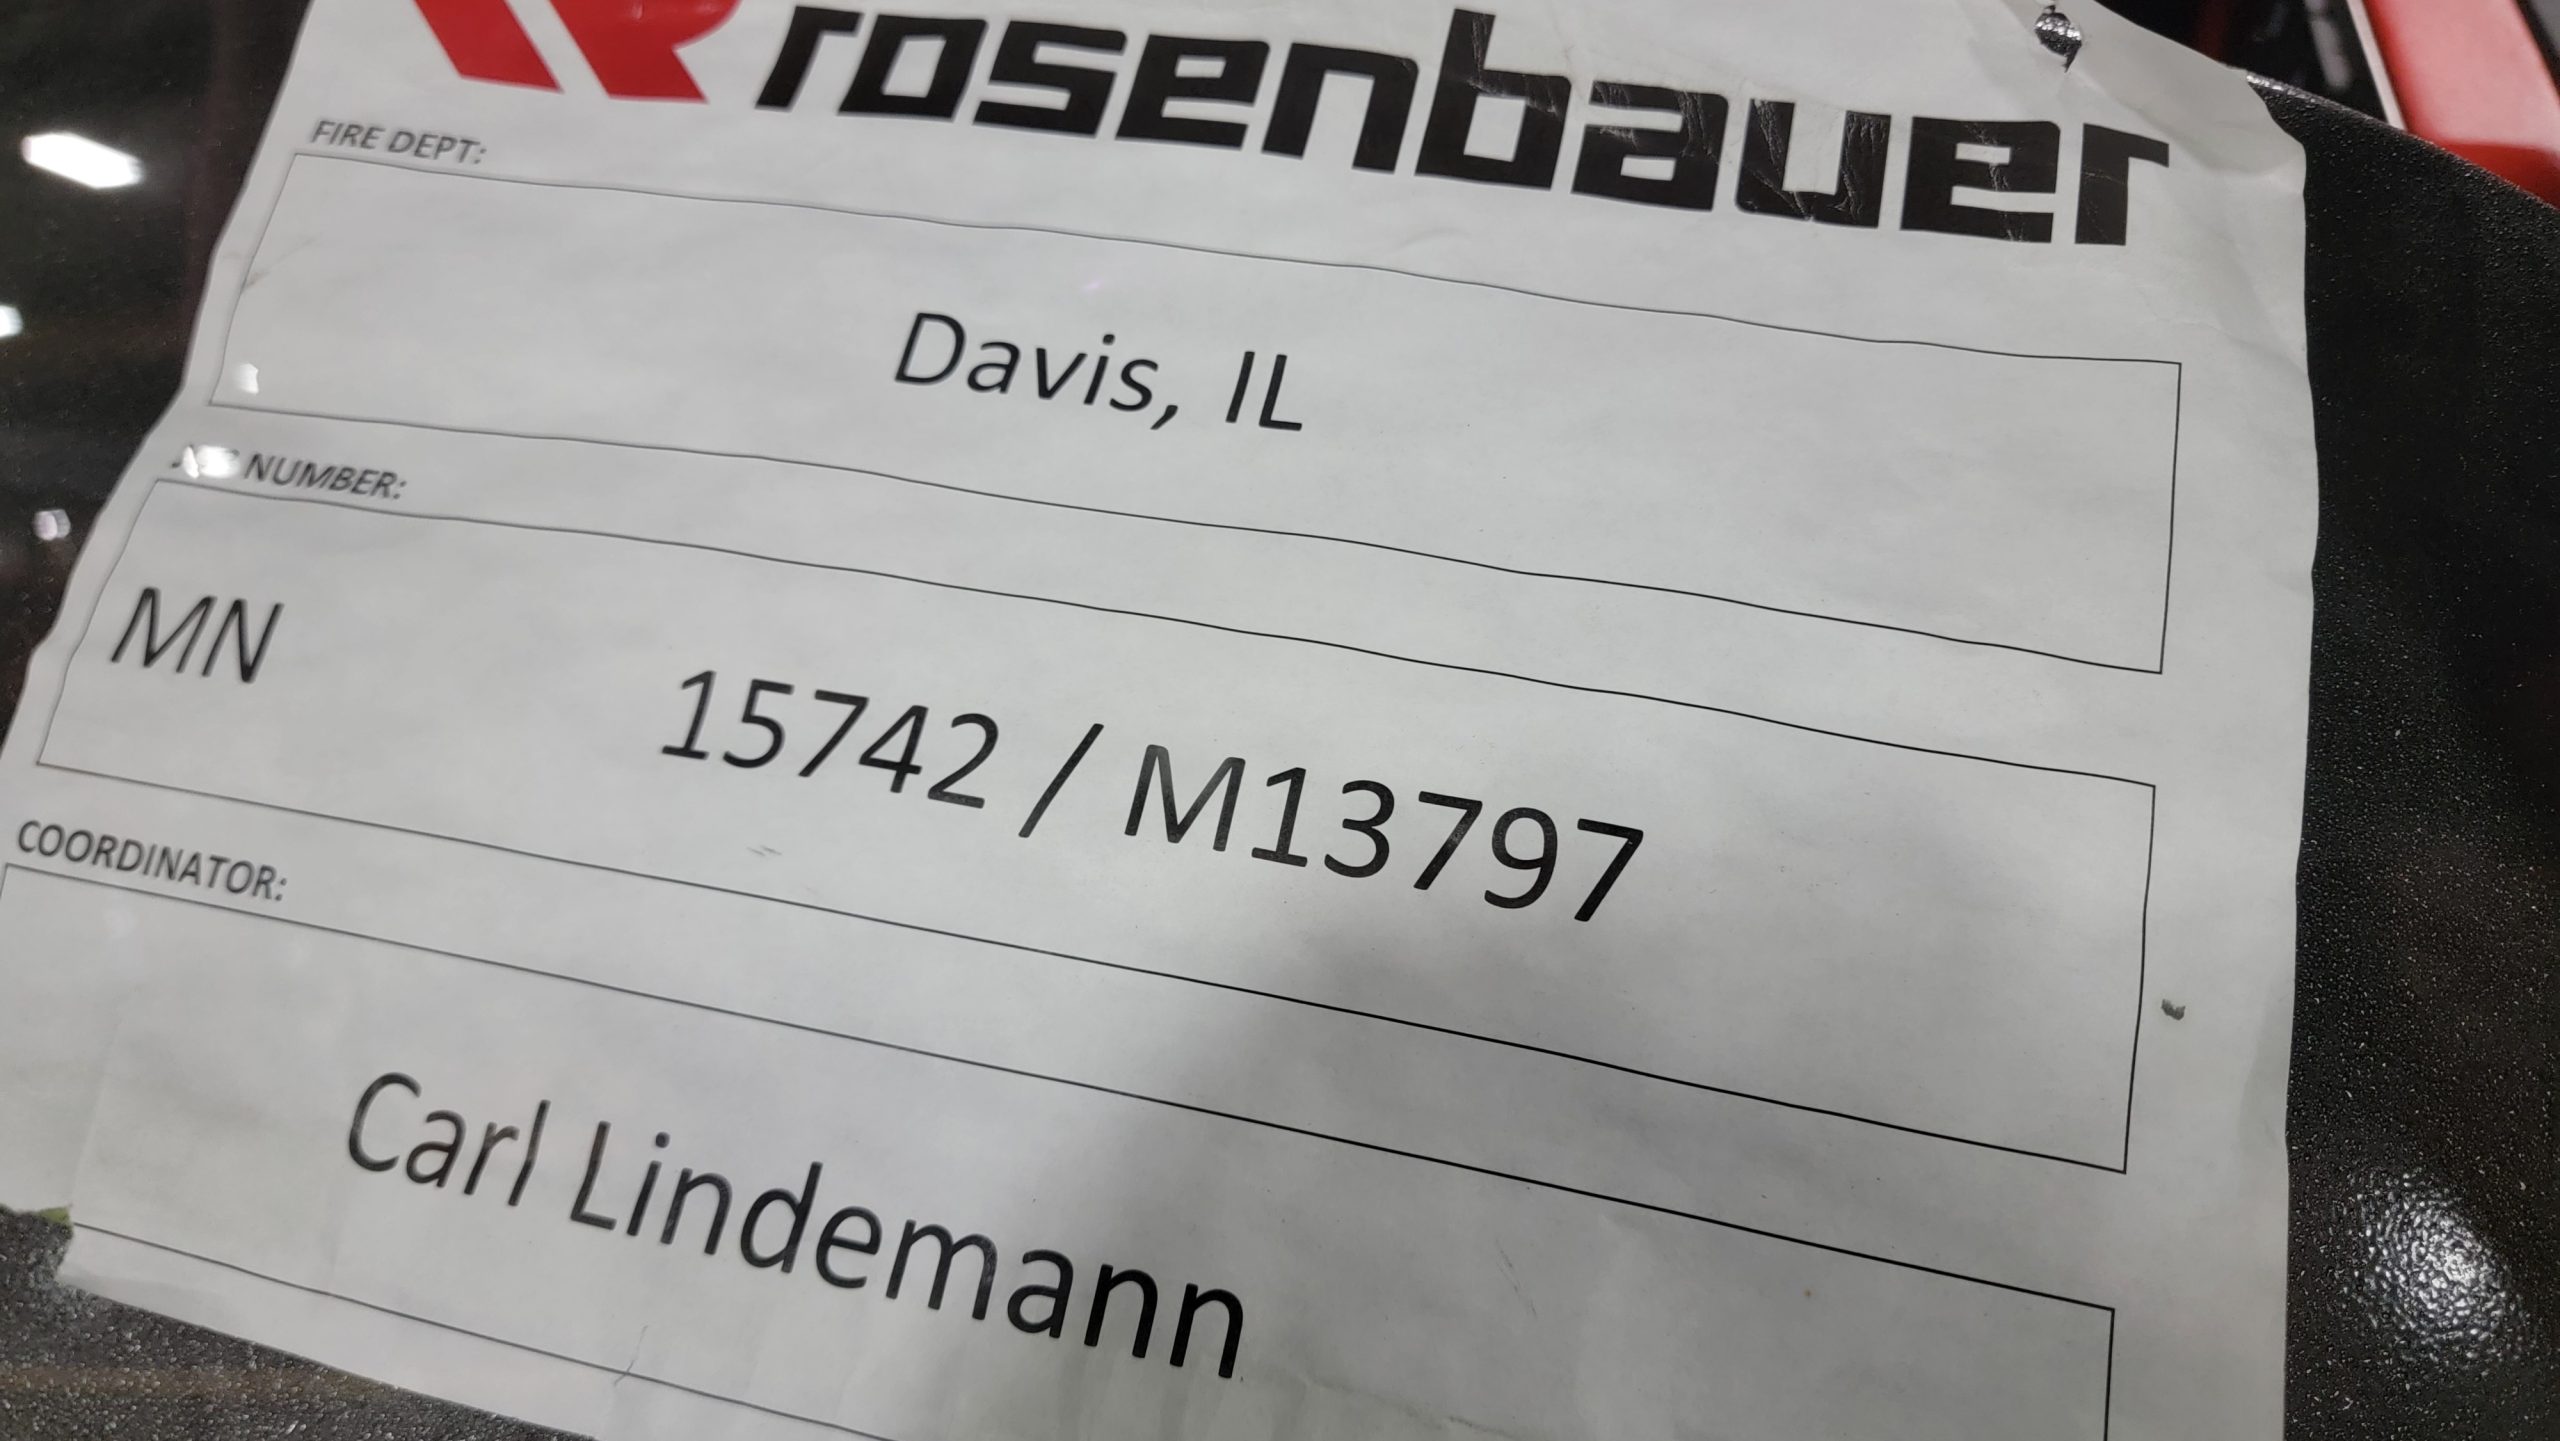 rosenbauer
FIRE DEPT:
Davis, IL
NUMBER:
MN 15742 / M13797
COORDINATOR:
Carl Lindemann